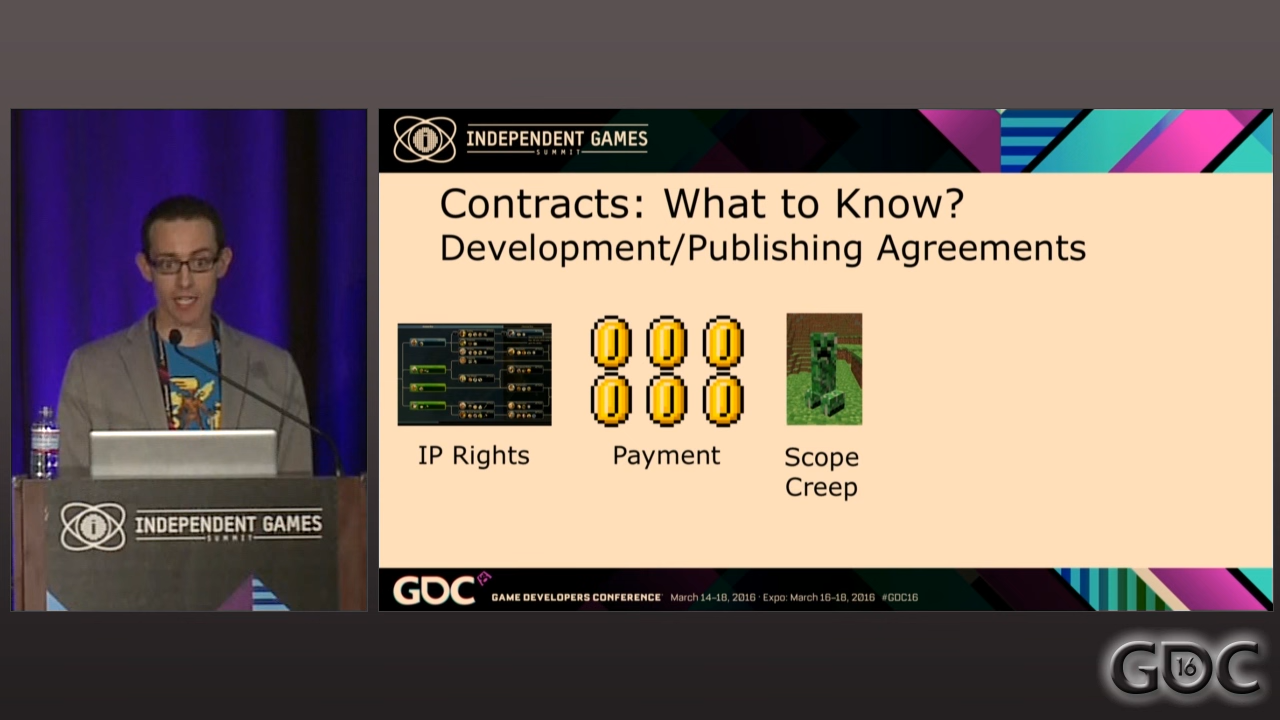 INDEPENDENT GAMES
SUMMIT
Contracts: What to Know?
Development/Publishing Agreements
IP Rights
Payment
Scope
Creep
INDEPENDENT GAMES
SUMMIT
GDC GAME DEVELOPERS CONFERENCE March 14-18, 2016 · Expo: March 16-18, 2016 #GDC16
GDC 16